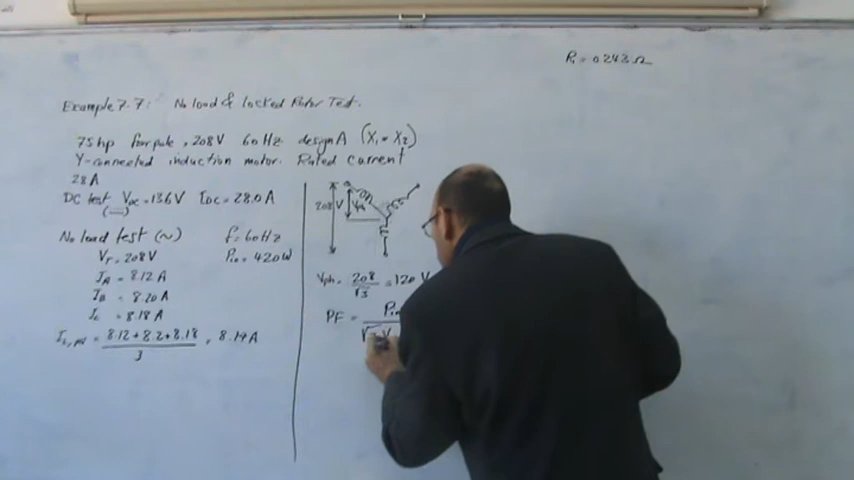 R₁ = 0.243 Ω
Example 7.7: No load & locked Rotor Test.
75 hp four pole, 208 V 60 Hz design A (X₁ = X₂)
Y-connected induction motor. Rated current
28 A
DC test V_DC = 13.6 V I_DC = 28.0 A
No load test (~) f = 60 Hz
V_T = 208 V P_in = 420 W
I_A = 8.12 A
I_B = 8.20 A
I_C = 8.18 A
I_L,AV = 8.12 + 8.2 + 8.18 / 3 , 8.17 A
208 V V_ph
V_ph = 208 / √3 = 120 V
PF = P_in
√ V